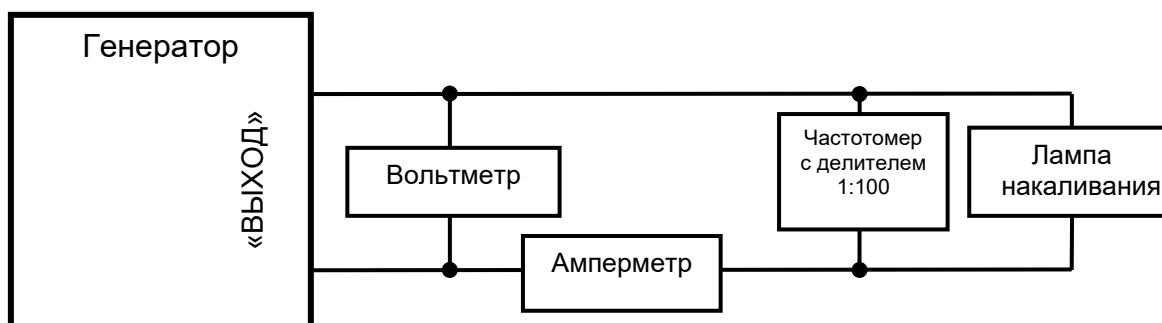 Генератор
«ВЫХОД»
Вольтметр
Амперметр
Частотомер
с делителем
1:100
Лампа
накаливания